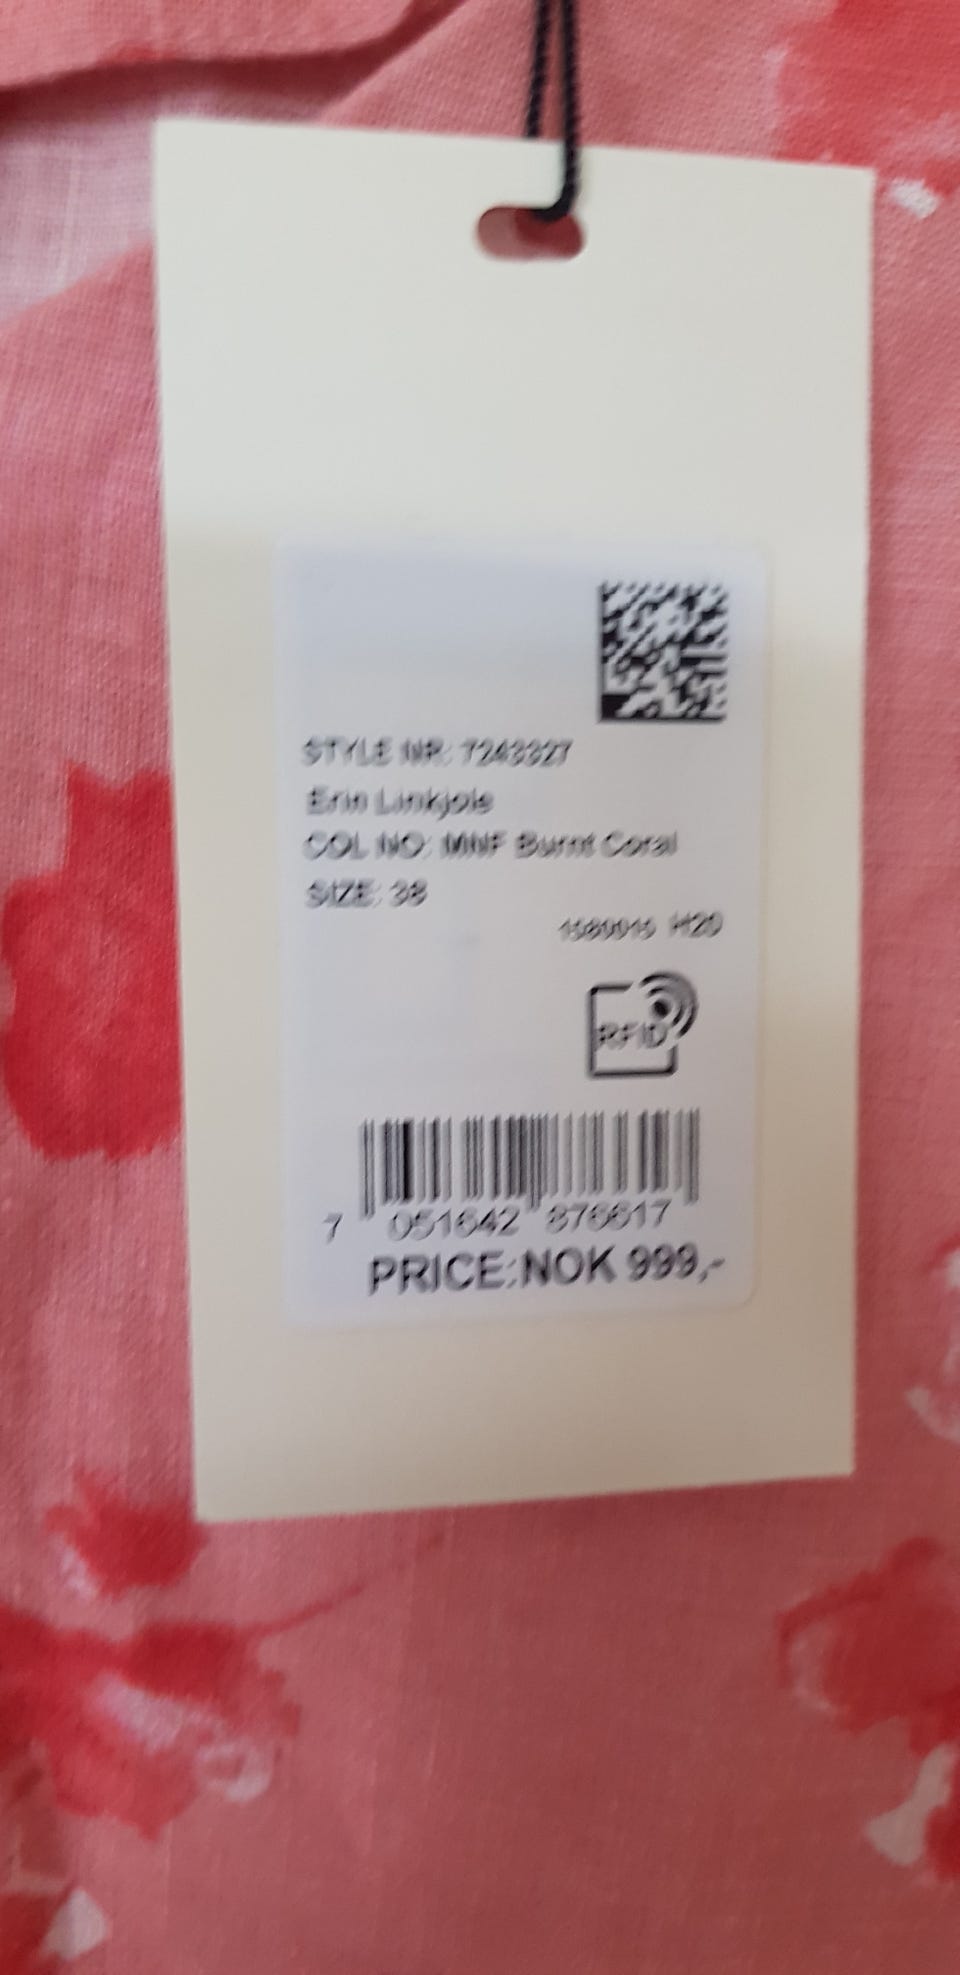 STYLE NR: 7243327
Erin Linkjole
COL NO: MNF Burnt Coral
SIZE: 38
H20
RFID
7 051642 876617
PRICE:NOK 999,-